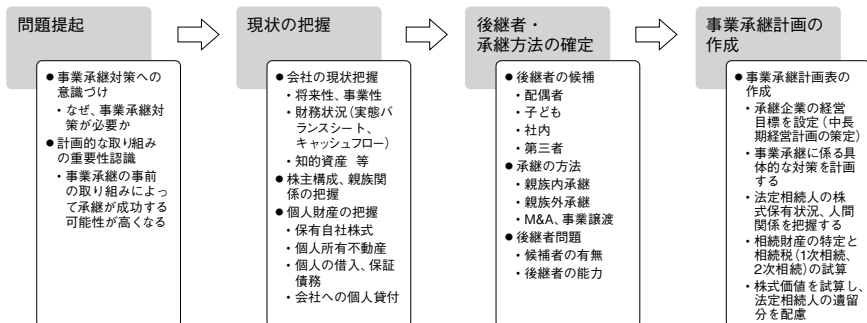 問題提起
●事業承継対策への
意識づけ
・なぜ、事業承継対
策が必要か
●計画的な取り組み
の重要性認識
・事業承継の事前
の取り組みによっ
て承継が成功する
可能性が高くなる
現状の把握
●会社の現状把握
・将来性、事業性
・財務状況（実態バ
ランスシート、
キャッシュフロー）
・知的資産 等
●株主構成、親族関
係の把握
●個人財産の把握
・保有自社株式
・個人所有不動産
・個人の借入、保証
債務
・会社への個人貸付
後継者・
承継方法の確定
●後継者の候補
・配偶者
・子ども
・社内
・第三者
●承継の方法
・親族内承継
・親族外承継
・M&A、事業譲渡
●後継者問題
・候補者の有無
・後継者の能力
事業承継計画の
作成
●事業承継計画表の
作成
・承継企業の経営
目標を設定（中長
期経営計画の策定）
・事業承継に係る具
体的な対策を計画
する
・法定相続人の株
式保有状況、人間
関係を把握する
・相続財産の特定と
相続税（1次相続、
2次相続）の試算
・株式価値を試算し、
法定相続人の遺留
分を配慮